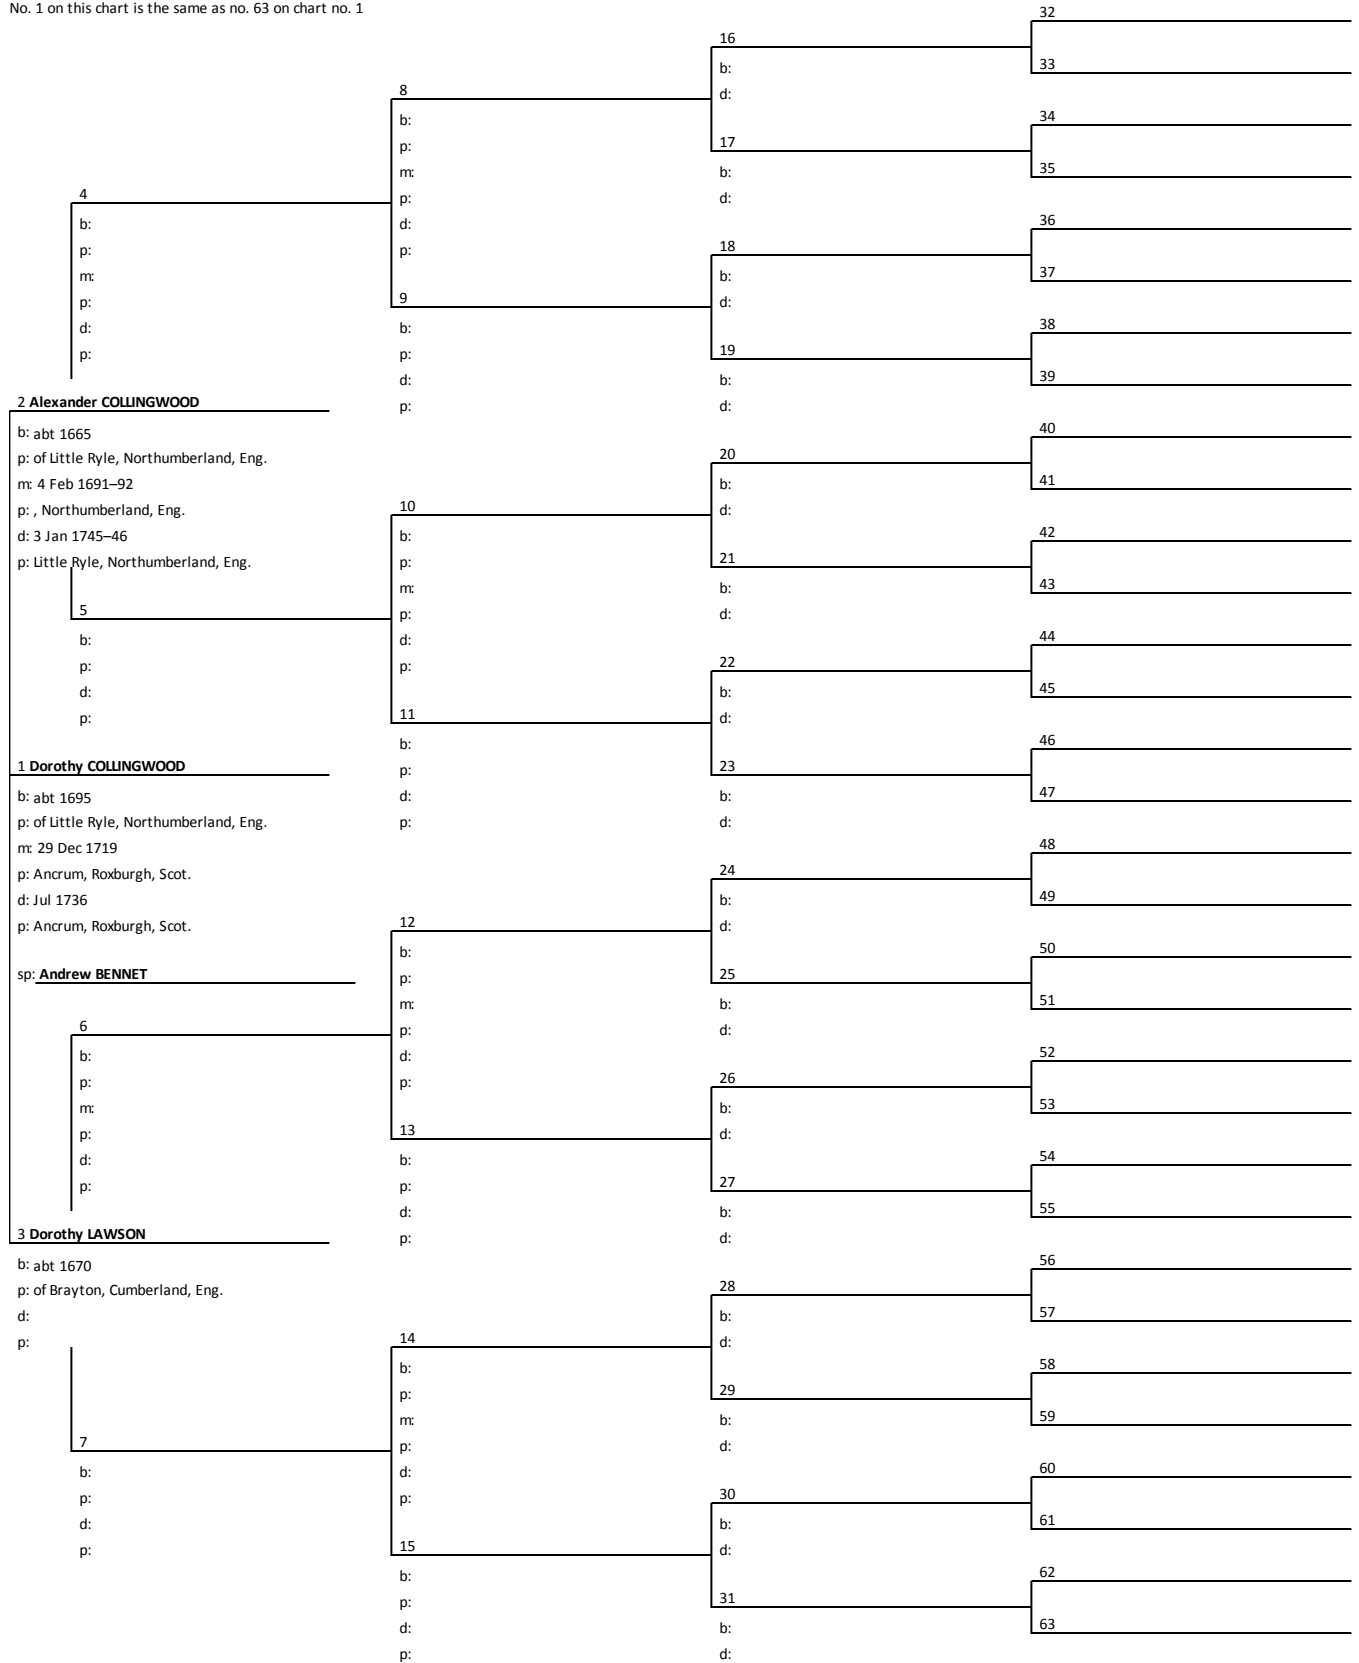 No. 1 on this chart is the same as no. 63 on chart no. 1
4
b:
p:
m:
p:
d:
p:
2 Alexander COLLINGWOOD
b: abt 1665
p: of Little Ryle, Northumberland, Eng.
m: 4 Feb 1691–92
p: , Northumberland, Eng.
d: 3 Jan 1745–46
p: Little Ryle, Northumberland, Eng.
5
b:
p:
d:
p:
1 Dorothy COLLINGWOOD
b: abt 1695
p: of Little Ryle, Northumberland, Eng.
m: 29 Dec 1719
p: Ancrum, Roxburgh, Scot.
d: Jul 1736
p: Ancrum, Roxburgh, Scot.
sp: Andrew BENNET
6
b:
p:
m:
p:
d:
p:
3 Dorothy LAWSON
b: abt 1670
p: of Brayton, Cumberland, Eng.
d:
p:
7
b:
p:
d:
p:
8
b:
p:
m:
p:
d:
p:
9
b:
p:
d:
p:
10
b:
p:
m:
p:
d:
p:
11
b:
p:
d:
p:
12
b:
p:
m:
p:
d:
p:
13
b:
p:
d:
p:
14
b:
p:
m:
p:
d:
p:
15
b:
p:
d:
p:
16
b:
d:
17
b:
d:
18
b:
d:
19
b:
d:
20
b:
d:
21
b:
d:
22
b:
d:
23
b:
d:
24
b:
d:
25
b:
d:
26
b:
d:
27
b:
d:
28
b:
d:
29
b:
d:
30
b:
d:
31
b:
d:
32
33
34
35
36
37
38
39
40
41
42
43
44
45
46
47
48
49
50
51
52
53
54
55
56
57
58
59
60
61
62
63